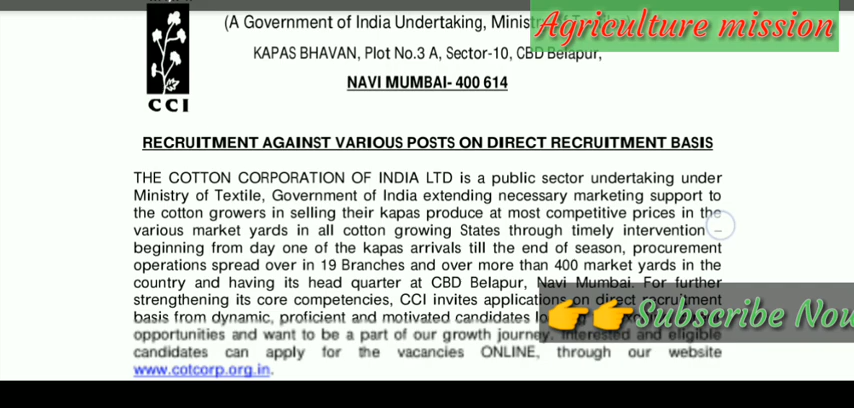 (A Government of India Undertaking, Ministry of Textile)
Agriculture mission
KAPAS BHAVAN, Plot No.3 A, Sector-10, CBD Belapur,
NAVI MUMBAI- 400 614
CCI
RECRUITMENT AGAINST VARIOUS POSTS ON DIRECT RECRUITMENT BASIS
THE COTTON CORPORATION OF INDIA LTD is a public sector undertaking under
Ministry of Textile, Government of India extending necessary marketing support to
the cotton growers in selling their kapas produce at most competitive prices in the
various market yards in all cotton growing States through timely intervention –
beginning from day one of the kapas arrivals till the end of season, procurement
operations spread over in 19 Branches and over more than 400 market yards in the
country and having its head quarter at CBD Belapur, Navi Mumbai. For further
strengthening its core competencies, CCI invites applications on direct recruitment
basis from dynamic, proficient and motivated candidates
Subscribe Now
opportunities and want to be a part of our growth journey. Interested and eligible
candidates can apply for the vacancies ONLINE, through our website
www.cotcorp.org.in.